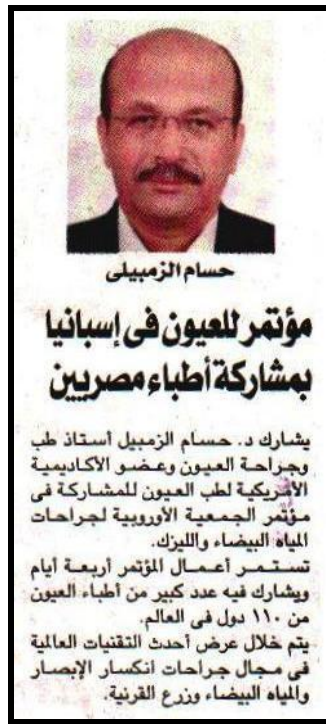 حسام الزمبيلى
مؤتمر للعيون فى إسبانيا
بمشاركة أطباء مصريين
يشارك د. حسام الزمبيل أستاذ طب
وجراحة العيون وعضو الأكاديمية
الأمريكية لطب العيون للمشاركة فى
مؤتمر الجمعية الأوروبية لجراحات
المياه البيضاء والليزك.
تستمر أعمال المؤتمر أربعة أيام
ويشارك فيه عدد كبير من أطباء العيون
من ١١٠ دول فى العالم.
يتم خلال عرض أحدث التقنيات العالمية
فى مجال جراحات انكسار الإبصار
والمياه البيضاء وزرع القرنية.